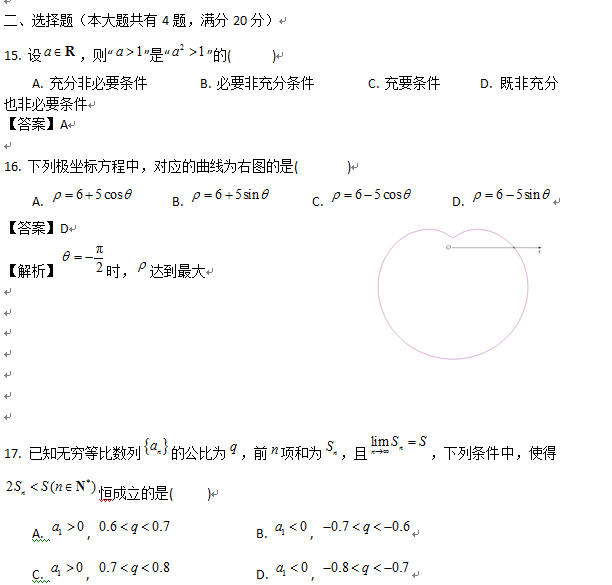 二、选择题（本大题共有 4 题，满分 20 分）
15. 设 a∈R ，则“ a>1 ”是“ a²>1 ”的( )
A. 充分非必要条件 B. 必要非充分条件 C. 充要条件 D. 既非充分
也非必要条件
【答案】A
16. 下列极坐标方程中，对应的曲线为右图的是( )
A. ρ=6+5cosθ B. ρ=6+5sinθ C. ρ=6−5cosθ D. ρ=6−5sinθ
【答案】D
【解析】 θ=−π/2 时， ρ 达到最大
O
x
17. 已知无穷等比数列 {aₙ} 的公比为 q ，前 n 项和为 Sₙ ，且 lim_{n→∞} Sₙ = S ，下列条件中，使得
2Sₙ<S(n∈N*) 恒成立的是( )
A. a₁>0 ， 0.6<q<0.7 B. a₁<0 ， −0.7<q<−0.6
C. a₁>0 ， 0.7<q<0.8 D. a₁<0 ， −0.8<q<−0.7